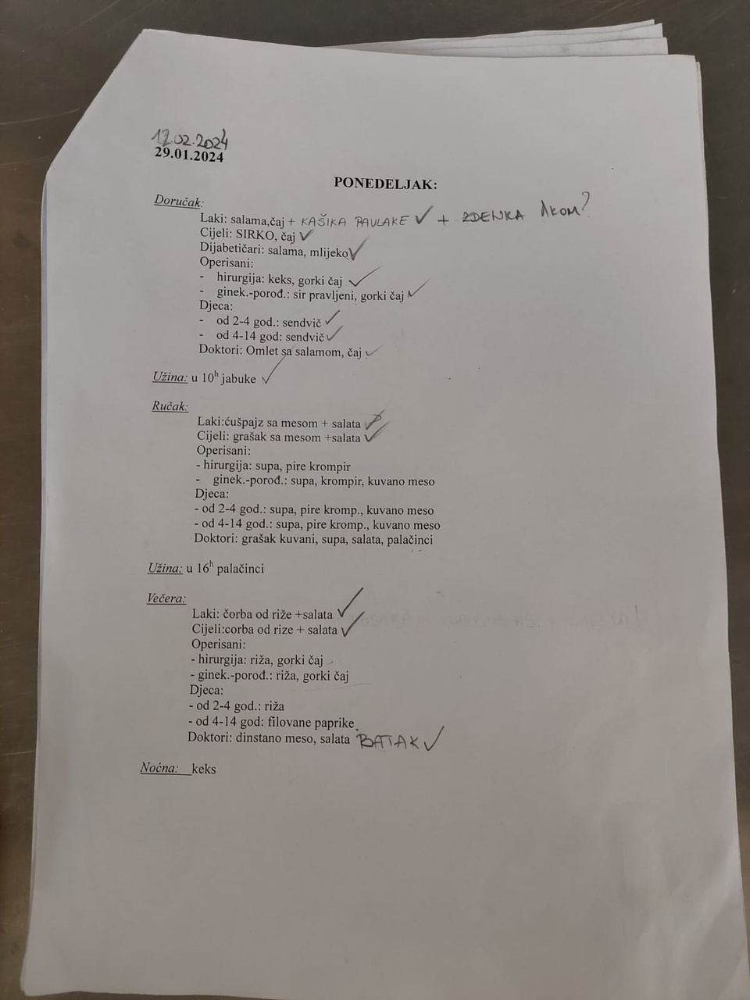 12.02.2024
29.01.2024
PONEDELJAK:
Doručak:
Laki: salama,čaj + KAŠIKA PAVLAKE ✓ + ZDENKA 1KOM?
Cijeli: SIRKO, čaj ✓
Dijabetičari: salama, mlijeko ✓
Operisani:
- hirurgija: keks, gorki čaj ✓
- ginek.-porođ.: sir pravljeni, gorki čaj ✓
Djeca:
- od 2-4 god.: sendvič ✓
- od 4-14 god: sendvič ✓
Doktori: Omlet sa salamom, čaj ✓
Užina: u 10h jabuke ✓
Ručak:
Laki:ćušpajz sa mesom + salata ✓
Cijeli: grašak sa mesom +salata ✓
Operisani:
- hirurgija: supa, pire krompir
- ginek.-porođ.: supa, krompir, kuvano meso
Djeca:
- od 2-4 god.: supa, pire kromp., kuvano meso
- od 4-14 god.: supa, pire kromp., kuvano meso
Doktori: grašak kuvani, supa, salata, palačinci
Užina: u 16h palačinci
Večera:
Laki: čorba od riže +salata ✓
Cijeli:corba od rize + salata ✓
Operisani:
- hirurgija: riža, gorki čaj
- ginek.-porođ.: riža, gorki čaj
Djeca:
- od 2-4 god.: riža
- od 4-14 god: filovane paprike
Doktori: dinstano meso, salata BATAK ✓
Noćna: keks